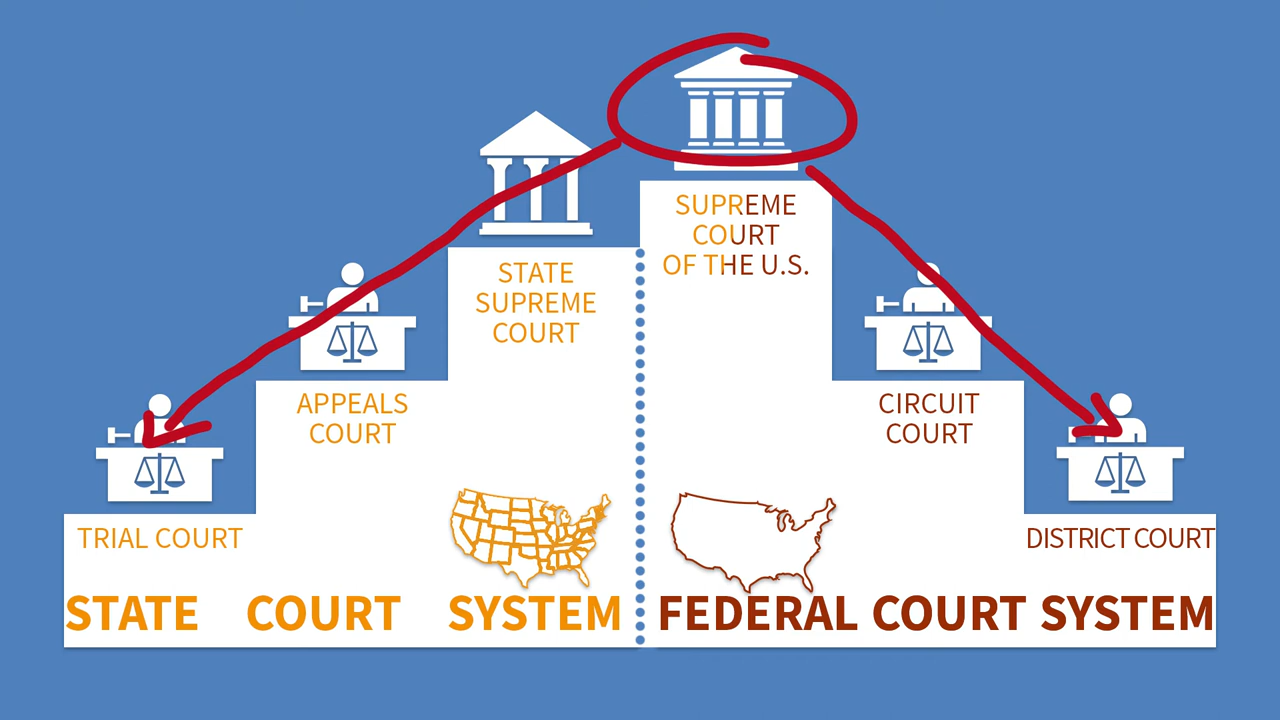 SUPREME
COURT
OF THE U.S.
STATE
SUPREME
COURT
APPEALS
COURT
CIRCUIT
COURT
TRIAL COURT
DISTRICT COURT
STATE COURT SYSTEM
FEDERAL COURT SYSTEM